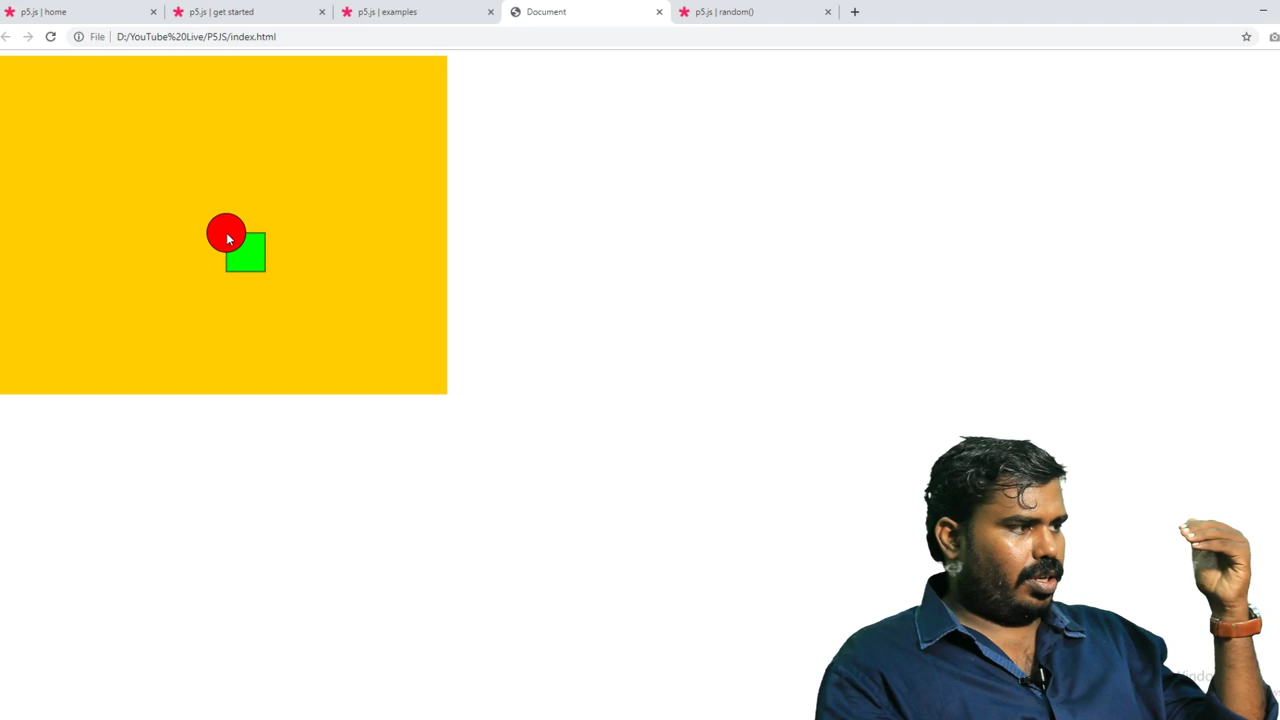 p5.js | home
p5.js | get started
p5.js | examples
Document
p5.js | random()
File
D:/YouTube%20Live/P5JS/index.html